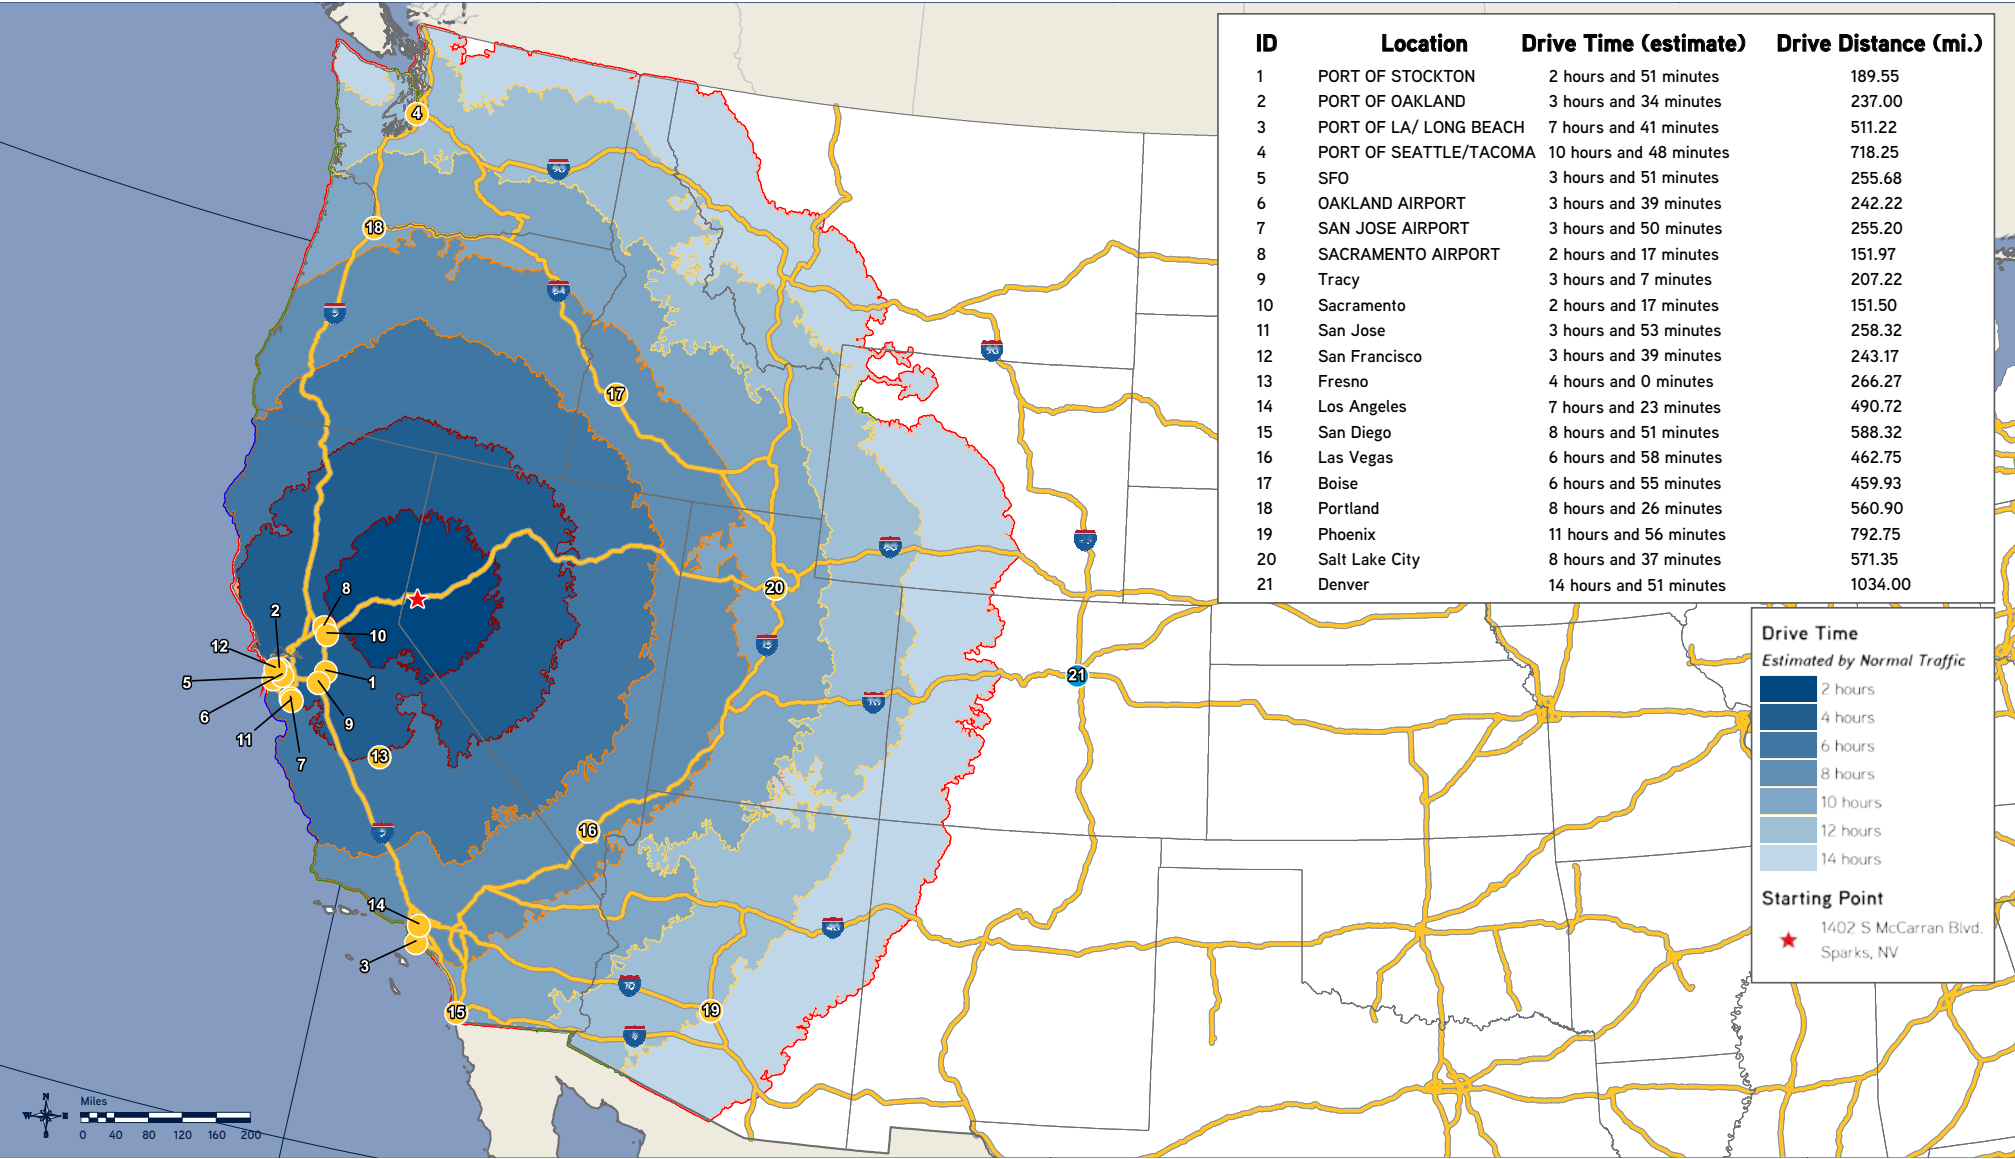 ID Location Drive Time (estimate) Drive Distance (mi.)
1 PORT OF STOCKTON 2 hours and 51 minutes 189.55
2 PORT OF OAKLAND 3 hours and 34 minutes 237.00
3 PORT OF LA/ LONG BEACH 7 hours and 41 minutes 511.22
4 PORT OF SEATTLE/TACOMA 10 hours and 48 minutes 718.25
5 SFO 3 hours and 51 minutes 255.68
6 OAKLAND AIRPORT 3 hours and 39 minutes 242.22
7 SAN JOSE AIRPORT 3 hours and 50 minutes 255.20
8 SACRAMENTO AIRPORT 2 hours and 17 minutes 151.97
9 Tracy 3 hours and 7 minutes 207.22
10 Sacramento 2 hours and 17 minutes 151.50
11 San Jose 3 hours and 53 minutes 258.32
12 San Francisco 3 hours and 39 minutes 243.17
13 Fresno 4 hours and 0 minutes 266.27
14 Los Angeles 7 hours and 23 minutes 490.72
15 San Diego 8 hours and 51 minutes 588.32
16 Las Vegas 6 hours and 58 minutes 462.75
17 Boise 6 hours and 55 minutes 459.93
18 Portland 8 hours and 26 minutes 560.90
19 Phoenix 11 hours and 56 minutes 792.75
20 Salt Lake City 8 hours and 37 minutes 571.35
21 Denver 14 hours and 51 minutes 1034.00
Drive Time
Estimated by Normal Traffic
2 hours
4 hours
6 hours
8 hours
10 hours
12 hours
14 hours
Starting Point
1402 S McCarran Blvd.
Sparks, NV
4
90
18
84
5
90
17
80
20
8
2
10
12
15
5
1
21
70
6
9
11
7
13
16
5
14
40
3
10
19
15
8
N
W E
S
Miles
0 40 80 120 160 200